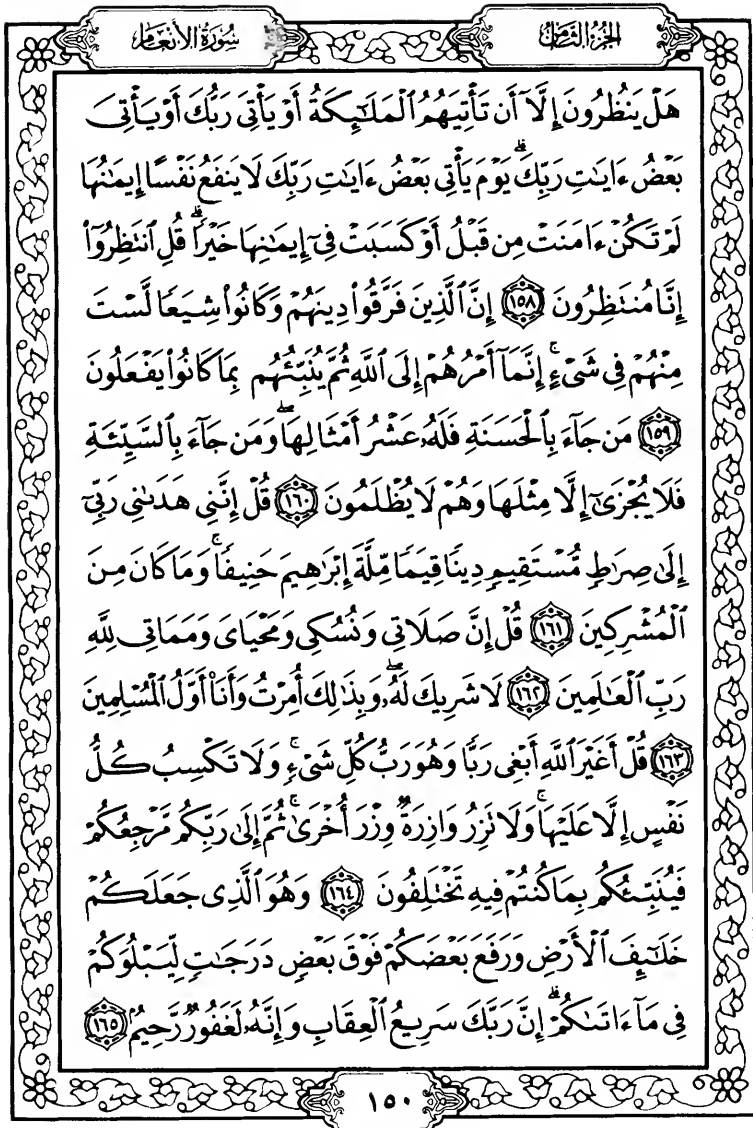 سُورَةُ الأَنْعَام
الجُزْءُ الثَّامِن
هَلْ يَنظُرُونَ إِلَّآ أَن تَأْتِيَهُمُ ٱلْمَلَٰٓئِكَةُ أَوْ يَأْتِىَ رَبُّكَ أَوْ يَأْتِىَ
بَعْضُ ءَايَٰتِ رَبِّكَۗ يَوْمَ يَأْتِى بَعْضُ ءَايَٰتِ رَبِّكَ لَا يَنفَعُ نَفْسًا إِيمَٰنُهَا
لَمْ تَكُنْ ءَامَنَتْ مِن قَبْلُ أَوْ كَسَبَتْ فِىٓ إِيمَٰنِهَا خَيْرًاۗ قُلِ ٱنتَظِرُوٓا۟
إِنَّا مُنتَظِرُونَ ١٥٨ إِنَّ ٱلَّذِينَ فَرَّقُوا۟ دِينَهُمْ وَكَانُوا۟ شِيَعًا لَّسْتَ
مِنْهُمْ فِى شَىْءٍۚ إِنَّمَآ أَمْرُهُمْ إِلَى ٱللَّهِ ثُمَّ يُنَبِّئُهُم بِمَا كَانُوا۟ يَفْعَلُونَ
١٥٩ مَن جَآءَ بِٱلْحَسَنَةِ فَلَهُۥ عَشْرُ أَمْثَالِهَاۖ وَمَن جَآءَ بِٱلسَّيِّئَةِ
فَلَا يُجْزَىٰٓ إِلَّا مِثْلَهَا وَهُمْ لَا يُظْلَمُونَ ١٦٠ قُلْ إِنَّنِى هَدَىٰنِى رَبِّىٓ
إِلَىٰ صِرَٰطٍ مُّسْتَقِيمٍ دِينًا قِيَمًا مِّلَّةَ إِبْرَٰهِيمَ حَنِيفًاۚ وَمَا كَانَ مِنَ
ٱلْمُشْرِكِينَ ١٦١ قُلْ إِنَّ صَلَاتِى وَنُسُكِى وَمَحْيَاىَ وَمَمَاتِى لِلَّهِ
رَبِّ ٱلْعَٰلَمِينَ ١٦٢ لَا شَرِيكَ لَهُۥۖ وَبِذَٰلِكَ أُمِرْتُ وَأَنَا۠ أَوَّلُ ٱلْمُسْلِمِينَ
١٦٣ قُلْ أَغَيْرَ ٱللَّهِ أَبْغِى رَبًّا وَهُوَ رَبُّ كُلِّ شَىْءٍۚ وَلَا تَكْسِبُ كُلُّ
نَفْسٍ إِلَّا عَلَيْهَاۚ وَلَا تَزِرُ وَازِرَةٌ وِزْرَ أُخْرَىٰۚ ثُمَّ إِلَىٰ رَبِّكُم مَّرْجِعُكُمْ
فَيُنَبِّئُكُم بِمَا كُنتُمْ فِيهِ تَخْتَلِفُونَ ١٦٤ وَهُوَ ٱلَّذِى جَعَلَكُمْ
خَلَٰٓئِفَ ٱلْأَرْضِ وَرَفَعَ بَعْضَكُمْ فَوْقَ بَعْضٍ دَرَجَٰتٍ لِّيَبْلُوَكُمْ
فِى مَآ ءَاتَىٰكُمْۗ إِنَّ رَبَّكَ سَرِيعُ ٱلْعِقَابِ وَإِنَّهُۥ لَغَفُورٌ رَّحِيمٌۢ ١٦٥
١٥٠